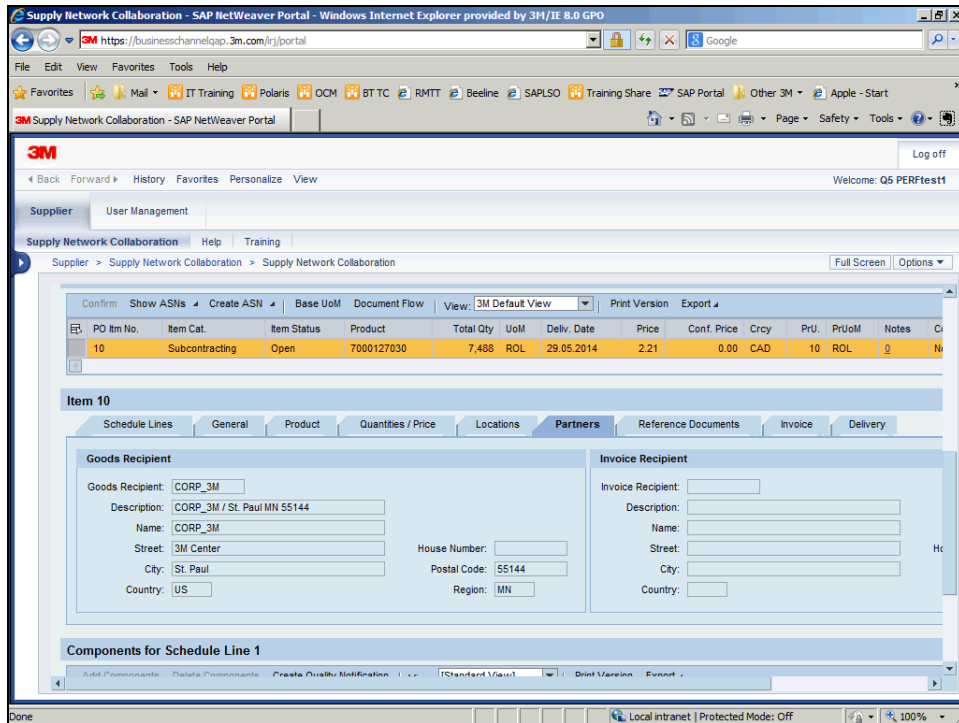 Supply Network Collaboration - SAP NetWeaver Portal - Windows Internet Explorer provided by 3M/IE 8.0 GPO
3M https://businesschannelqap.3m.com/irj/portal
Google
File Edit View Favorites Tools Help
Favorites Mail IT Training Polaris OCM BT TC RMTT Beeline SAPLSO Training Share SAP Portal Other 3M Apple - Start
3M Supply Network Collaboration - SAP NetWeaver Portal
Page Safety Tools
3M Log off
Back Forward History Favorites Personalize View Welcome: Q5 PERFtest1
Supplier User Management
Supply Network Collaboration Help Training
Supplier > Supply Network Collaboration > Supply Network Collaboration Full Screen Options
Confirm Show ASNs Create ASN Base UoM Document Flow View: 3M Default View Print Version Export
PO Itm No. Item Cat. Item Status Product Total Qty UoM Deliv. Date Price Conf. Price Crcy PrU. PrUoM Notes
10 Subcontracting Open 7000127030 7,488 ROL 29.05.2014 2.21 0.00 CAD 10 ROL 0
Item 10
Schedule Lines General Product Quantities / Price Locations Partners Reference Documents Invoice Delivery
Goods Recipient Invoice Recipient
Goods Recipient: CORP_3M Invoice Recipient:
Description: CORP_3M / St. Paul MN 55144 Description:
Name: CORP_3M Name:
Street: 3M Center House Number: Street:
City: St. Paul Postal Code: 55144 City:
Country: US Region: MN Country:
Components for Schedule Line 1
Add Components Delete Components Create Quality Notification [Standard View] Print Version Export
Done Local intranet | Protected Mode: Off 100%